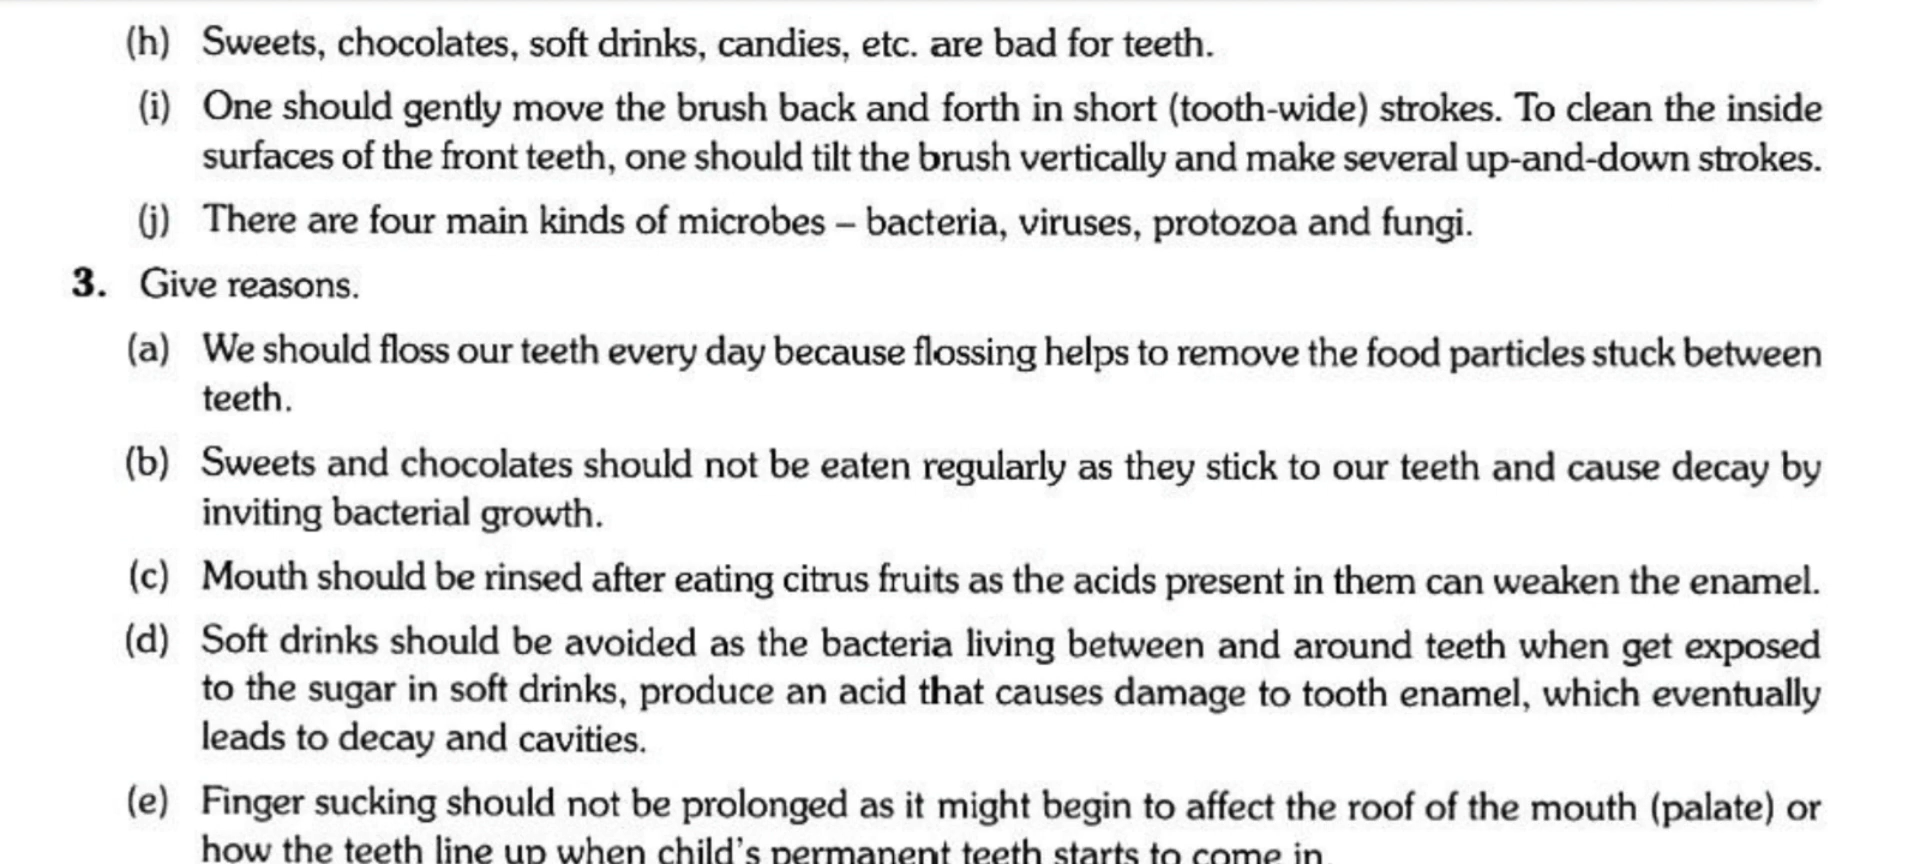 (h) Sweets, chocolates, soft drinks, candies, etc. are bad for teeth.
(i) One should gently move the brush back and forth in short (tooth-wide) strokes. To clean the inside
surfaces of the front teeth, one should tilt the brush vertically and make several up-and-down strokes.
(j) There are four main kinds of microbes – bacteria, viruses, protozoa and fungi.
3. Give reasons.
(a) We should floss our teeth every day because flossing helps to remove the food particles stuck between
teeth.
(b) Sweets and chocolates should not be eaten regularly as they stick to our teeth and cause decay by
inviting bacterial growth.
(c) Mouth should be rinsed after eating citrus fruits as the acids present in them can weaken the enamel.
(d) Soft drinks should be avoided as the bacteria living between and around teeth when get exposed
to the sugar in soft drinks, produce an acid that causes damage to tooth enamel, which eventually
leads to decay and cavities.
(e) Finger sucking should not be prolonged as it might begin to affect the roof of the mouth (palate) or
how the teeth line up when child's permanent teeth starts to come in.